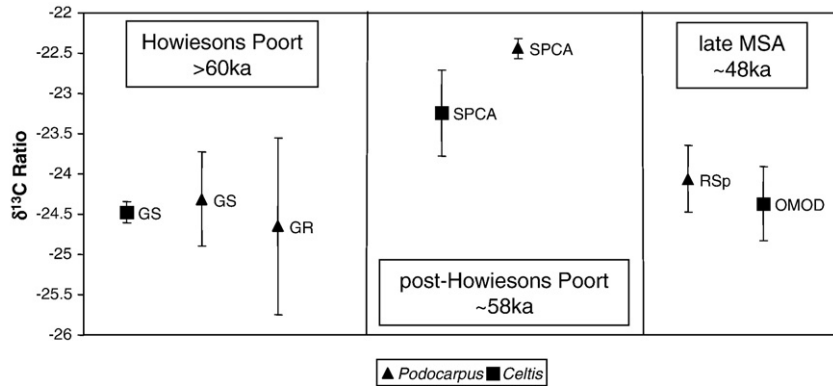 δ¹³C Ratio
-22
-22.5
-23
-23.5
-24
-24.5
-25
-25.5
-26
Howiesons Poort
>60ka
GS
GS
GR
SPCA
SPCA
post-Howiesons Poort
~58ka
late MSA
~48ka
RSp
OMOD
Podocarpus Celtis